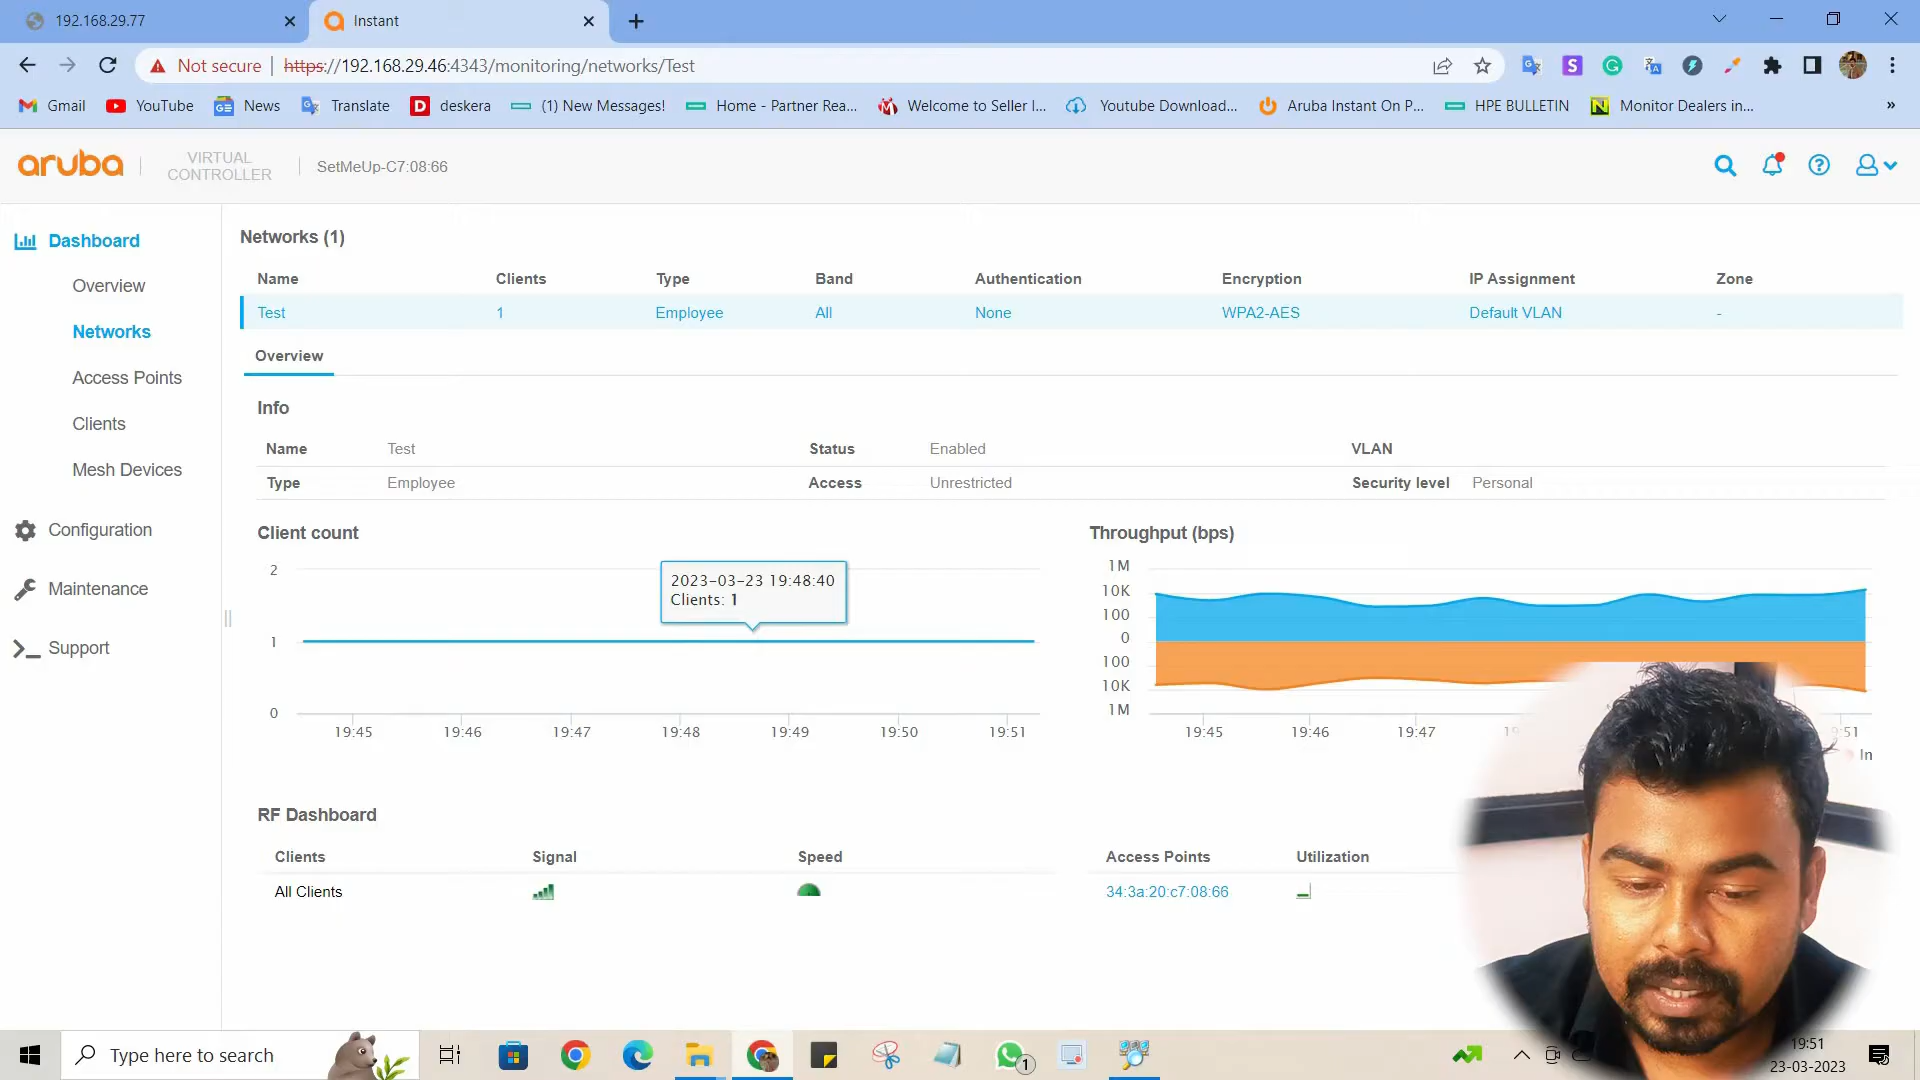 192.168.29.77
Instant
Not secure
https://192.168.29.46:4343/monitoring/networks/Test
Gmail
YouTube
News
Translate
deskera
(1) New Messages!
Home - Partner Rea...
Welcome to Seller I...
Youtube Download...
Aruba Instant On P...
HPE BULLETIN
Monitor Dealers in...
»
aruba
VIRTUAL
CONTROLLER
SetMeUp-C7:08:66
Dashboard
Overview
Networks
Access Points
Clients
Mesh Devices
Configuration
Maintenance
Support
Networks (1)
Name Clients Type Band Authentication Encryption IP Assignment Zone
Test 1 Employee All None WPA2-AES Default VLAN -
Overview
Info
Name Test Status Enabled VLAN
Type Employee Access Unrestricted Security level Personal
Client count
2
1
0
2023-03-23 19:48:40
Clients: 1
19:45 19:46 19:47 19:48 19:49 19:50 19:51
Throughput (bps)
1M
10K
100
0
100
10K
1M
19:45 19:46 19:47
:51
In
RF Dashboard
Clients Signal Speed
All Clients
Access Points Utilization
34:3a:20:c7:08:66
Type here to search
1
19:51
23-03-2023